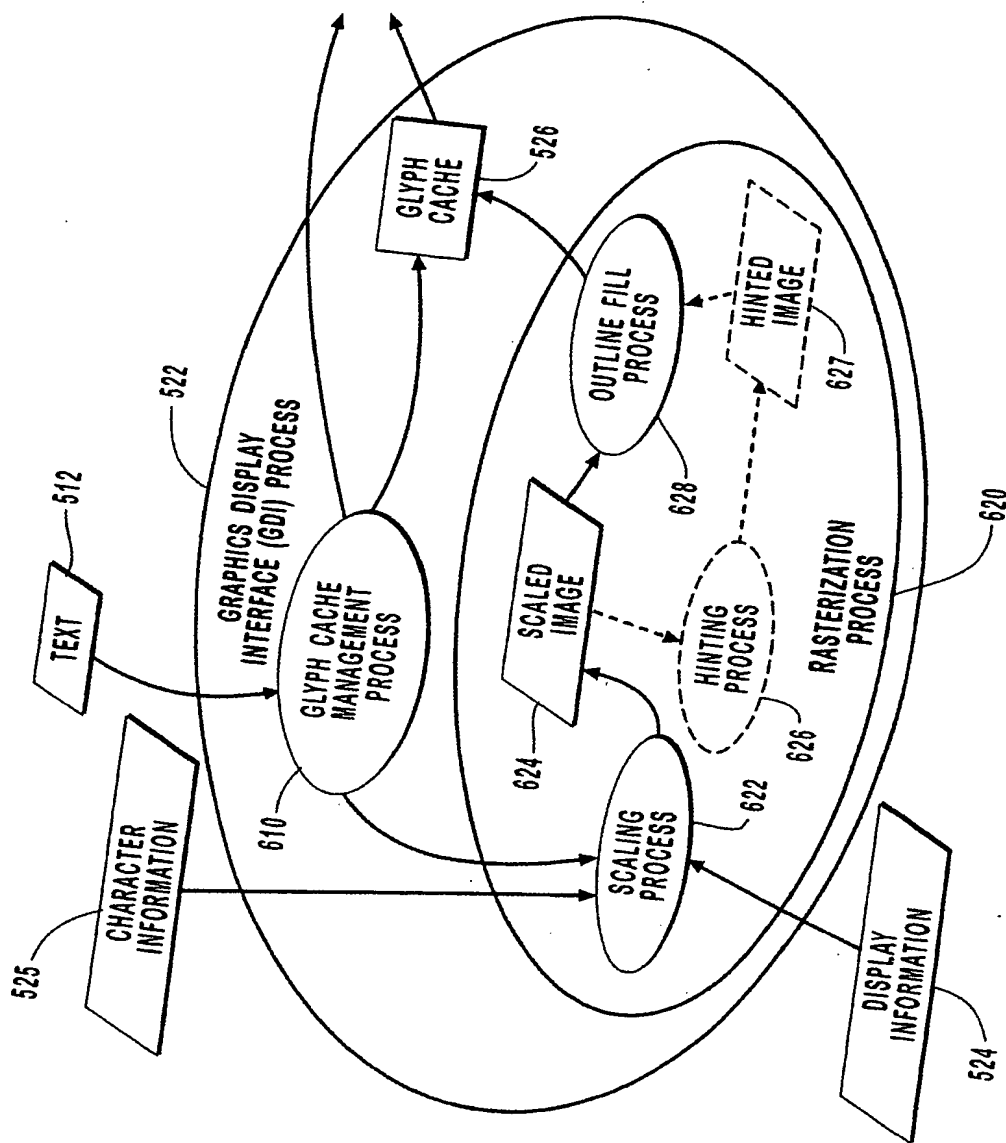 512
TEXT
522
GRAPHICS DISPLAY
INTERFACE (GDI) PROCESS
525
CHARACTER
INFORMATION
610
GLYPH CACHE
MANAGEMENT
PROCESS
GLYPH
CACHE
526
624
SCALED
IMAGE
OUTLINE FILL
PROCESS
628
SCALING
PROCESS
622
HINTING
PROCESS
626
HINTED
IMAGE
627
RASTERIZATION
PROCESS
620
DISPLAY
INFORMATION
524